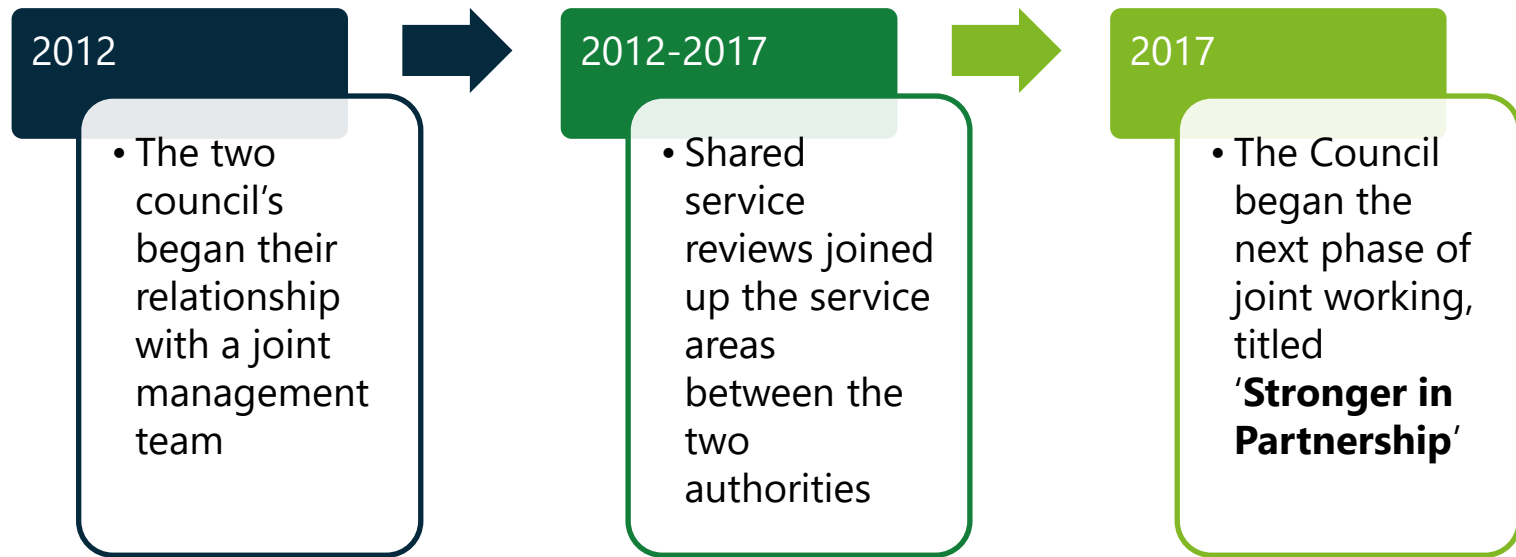 2012
• The two
council’s
began their
relationship
with a joint
management
team
2012-2017
• Shared
service
reviews joined
up the service
areas
between the
two
authorities
2017
• The Council
began the
next phase of
joint working,
titled
‘Stronger in
Partnership’